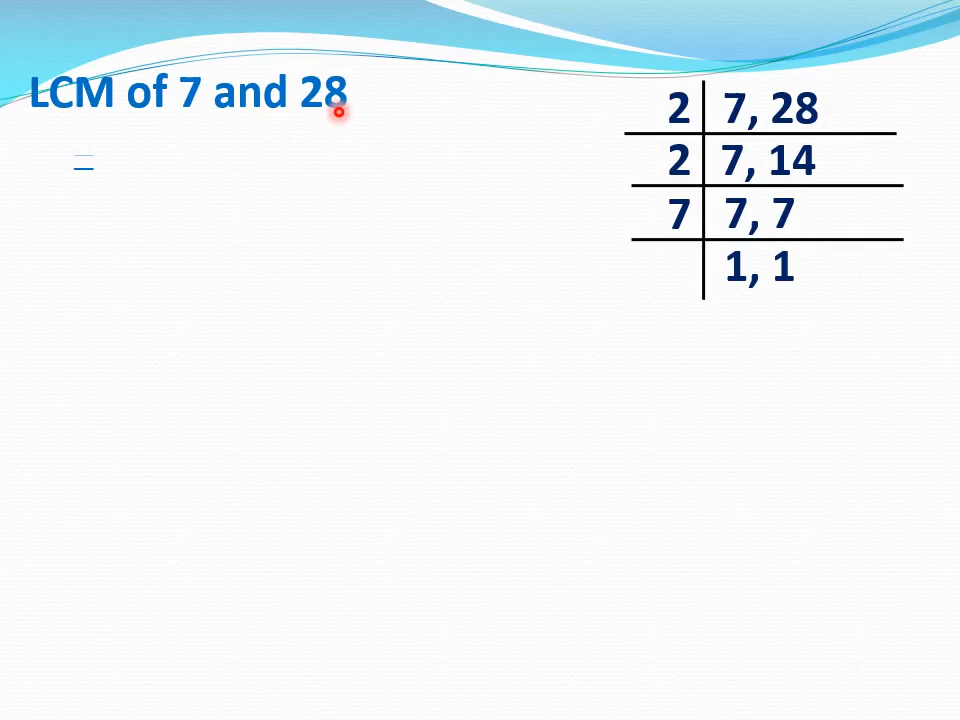 LCM of 7 and 28
=
2 7, 28
2 7, 14
7 7, 7
1, 1